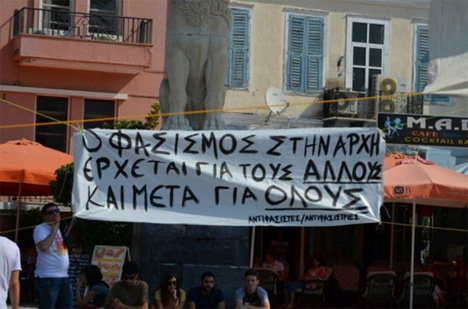 Ο ΦΑΣΙΣΜΟΣ ΣΤΗΝ ΑΡΧΗ
ΕΡΧΕΤΑΙ ΓΙΑ ΤΟΥΣ ΑΛΛΟΥΣ
ΚΑΙ ΜΕΤΑ ΓΙΑ ΟΛΟΥΣ
ΑΝΤΙΦΑΣΙΣΤΕΣ/ΑΝΤΙΦΑΣΙΣΤΡΙΕΣ
M.A.
CAFE
COCKTAIL BAR